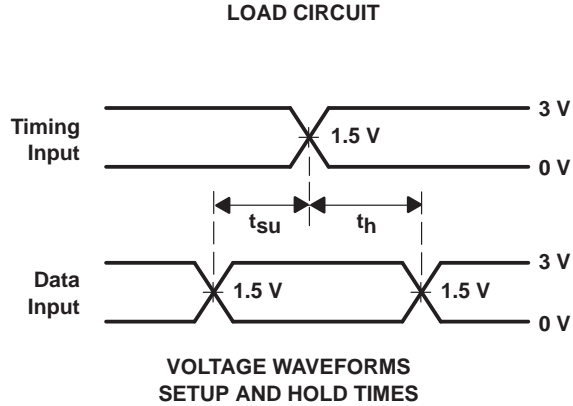 LOAD CIRCUIT
3 V
Timing
Input
1.5 V
0 V
tsu
th
3 V
Data
Input
1.5 V
1.5 V
0 V
VOLTAGE WAVEFORMS
SETUP AND HOLD TIMES